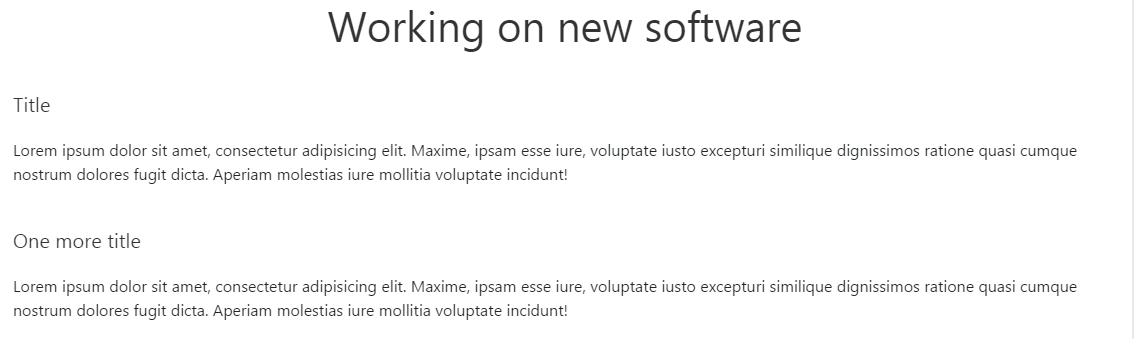 Working on new software
Title
Lorem ipsum dolor sit amet, consectetur adipisicing elit. Maxime, ipsam esse iure, voluptate iusto excepturi similique dignissimos ratione quasi cumque
nostrum dolores fugit dicta. Aperiam molestias iure mollitia voluptate incidunt!
One more title
Lorem ipsum dolor sit amet, consectetur adipisicing elit. Maxime, ipsam esse iure, voluptate iusto excepturi similique dignissimos ratione quasi cumque
nostrum dolores fugit dicta. Aperiam molestias iure mollitia voluptate incidunt!